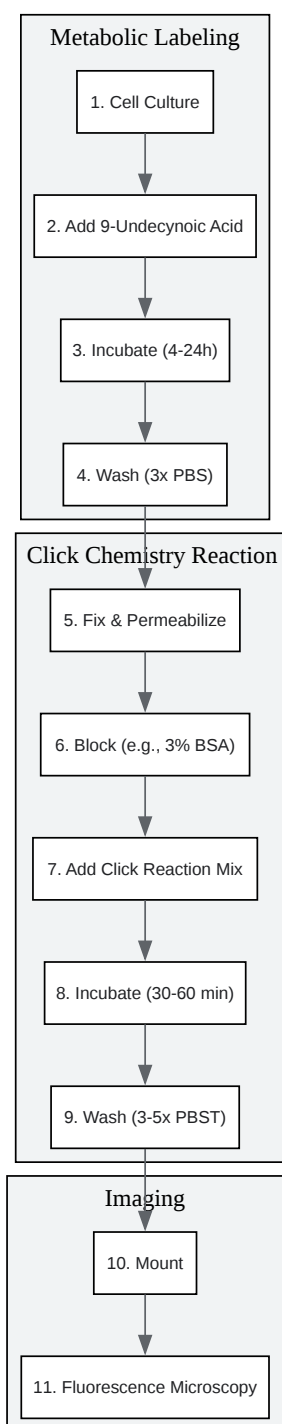 Metabolic Labeling
1. Cell Culture
2. Add 9-Undecynoic Acid
3. Incubate (4-24h)
4. Wash (3x PBS)
Click Chemistry Reaction
5. Fix & Permeabilize
6. Block (e.g., 3% BSA)
7. Add Click Reaction Mix
8. Incubate (30-60 min)
9. Wash (3-5x PBST)
Imaging
10. Mount
11. Fluorescence Microscopy